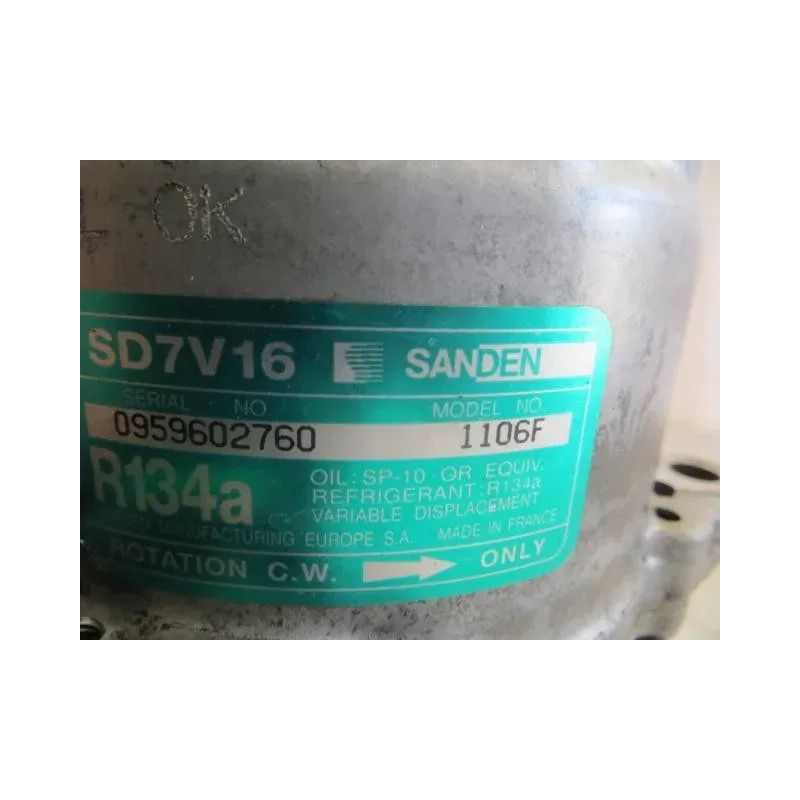 OK
SD7V16 SANDEN
SERIAL NO. MODEL NO.
0959602760 1106F
R134a
OIL: SP-10 OR EQUIV.
REFRIGERANT: R134a
VARIABLE DISPLACEMENT
MANUFACTURING EUROPE S.A. MADE IN FRANCE
ROTATION C.W. ONLY